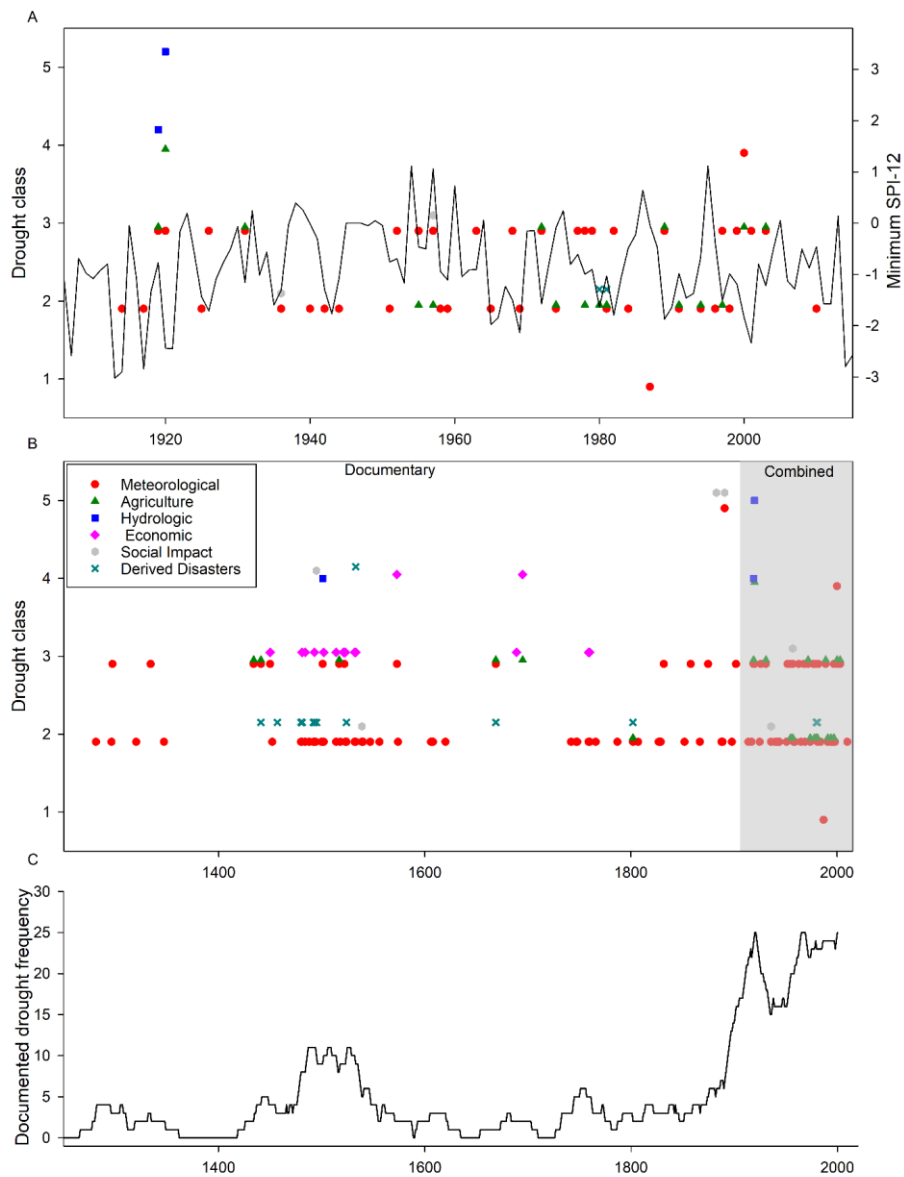 A
5
4
3
2
1
Drought class
3
2
1
0
-1
-2
-3
Minimum SPI-12
1920 1940 1960 1980 2000
B
Documentary Combined
Meteorological
Agriculture
Hydrologic
Economic
Social Impact
Derived Disasters
5
4
3
2
1
Drought class
1400 1600 1800 2000
C
30
25
20
15
10
5
0
Documented drought frequency
1400 1600 1800 2000